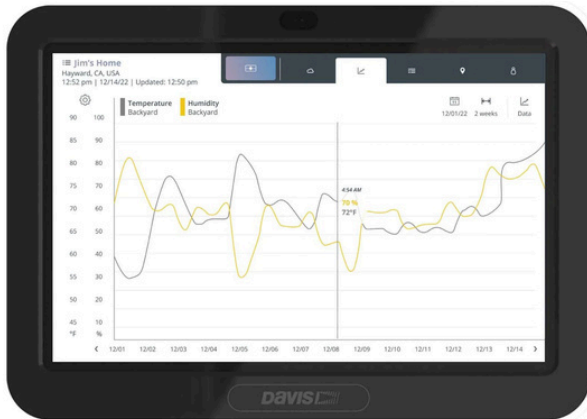 Jim's Home
Hayward, CA, USA
12:52 pm | 12/14/22 | Updated: 12:50 pm
Temperature
Backyard
Humidity
Backyard
12/01/22
2 weeks
Data
90 100
85 90
80 80
75 70
70 60
65 50
60 40
55 30
50 20
45 10
°F %
4:54 AM
70 %
72°F
12/01 12/02 12/03 12/04 12/05 12/06 12/07 12/08 12/09 12/10 12/11 12/12 12/13 12/14
DAVIS